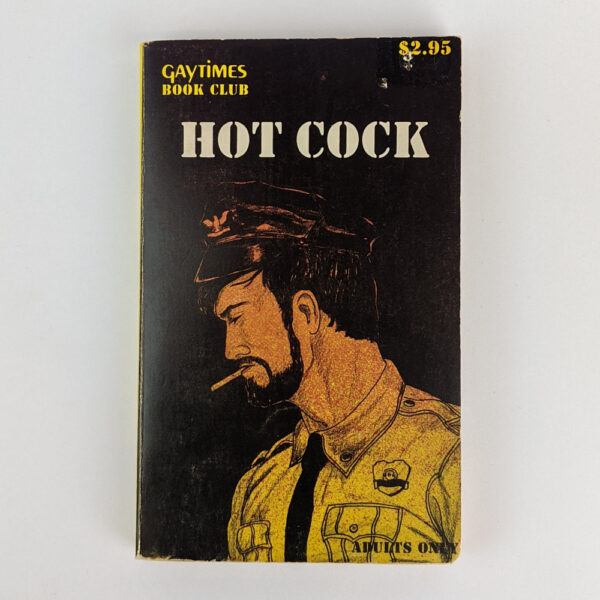 $2.95
GAYTIMES
BOOK CLUB
HOT COCK
ADULTS ONLY